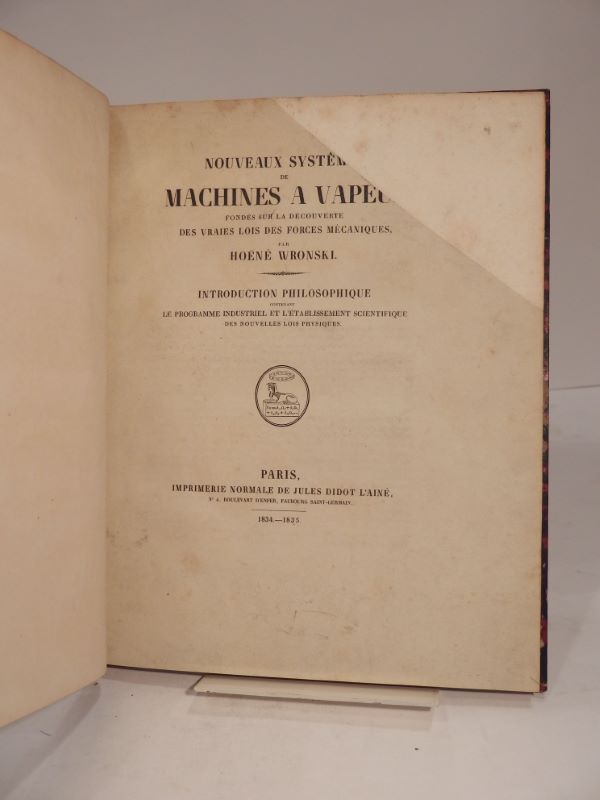 NOUVEAUX SYSTÈM
DE
MACHINES A VAPEU
FONDÉS SUR LA DÉCOUVERTE
DES VRAIES LOIS DES FORCES MÉCANIQUES,
PAR
HOËNÉ WRONSKI.
INTRODUCTION PHILOSOPHIQUE
CONTENANT
LE PROGRAMME INDUSTRIEL ET L'ÉTABLISSEMENT SCIENTIFIQUE
DES NOUVELLES LOIS PHYSIQUES.
PARIS,
IMPRIMERIE NORMALE DE JULES DIDOT L'AINÉ,
N° 4, BOULEVART D'ENFER, FAUBOURG SAINT-GERMAIN.
1834.—1835